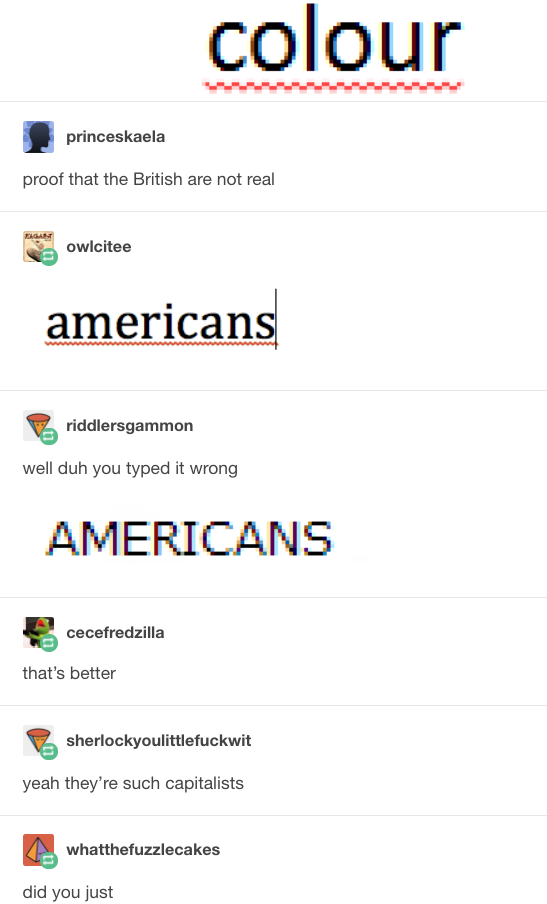 colour
princeskaela
proof that the British are not real
owlcitee
americans
riddlersgammon
well duh you typed it wrong
AMERICANS
cecefredzilla
that’s better
sherlockyoulittlefuckwit
yeah they’re such capitalists
whatthefuzzlecakes
did you just